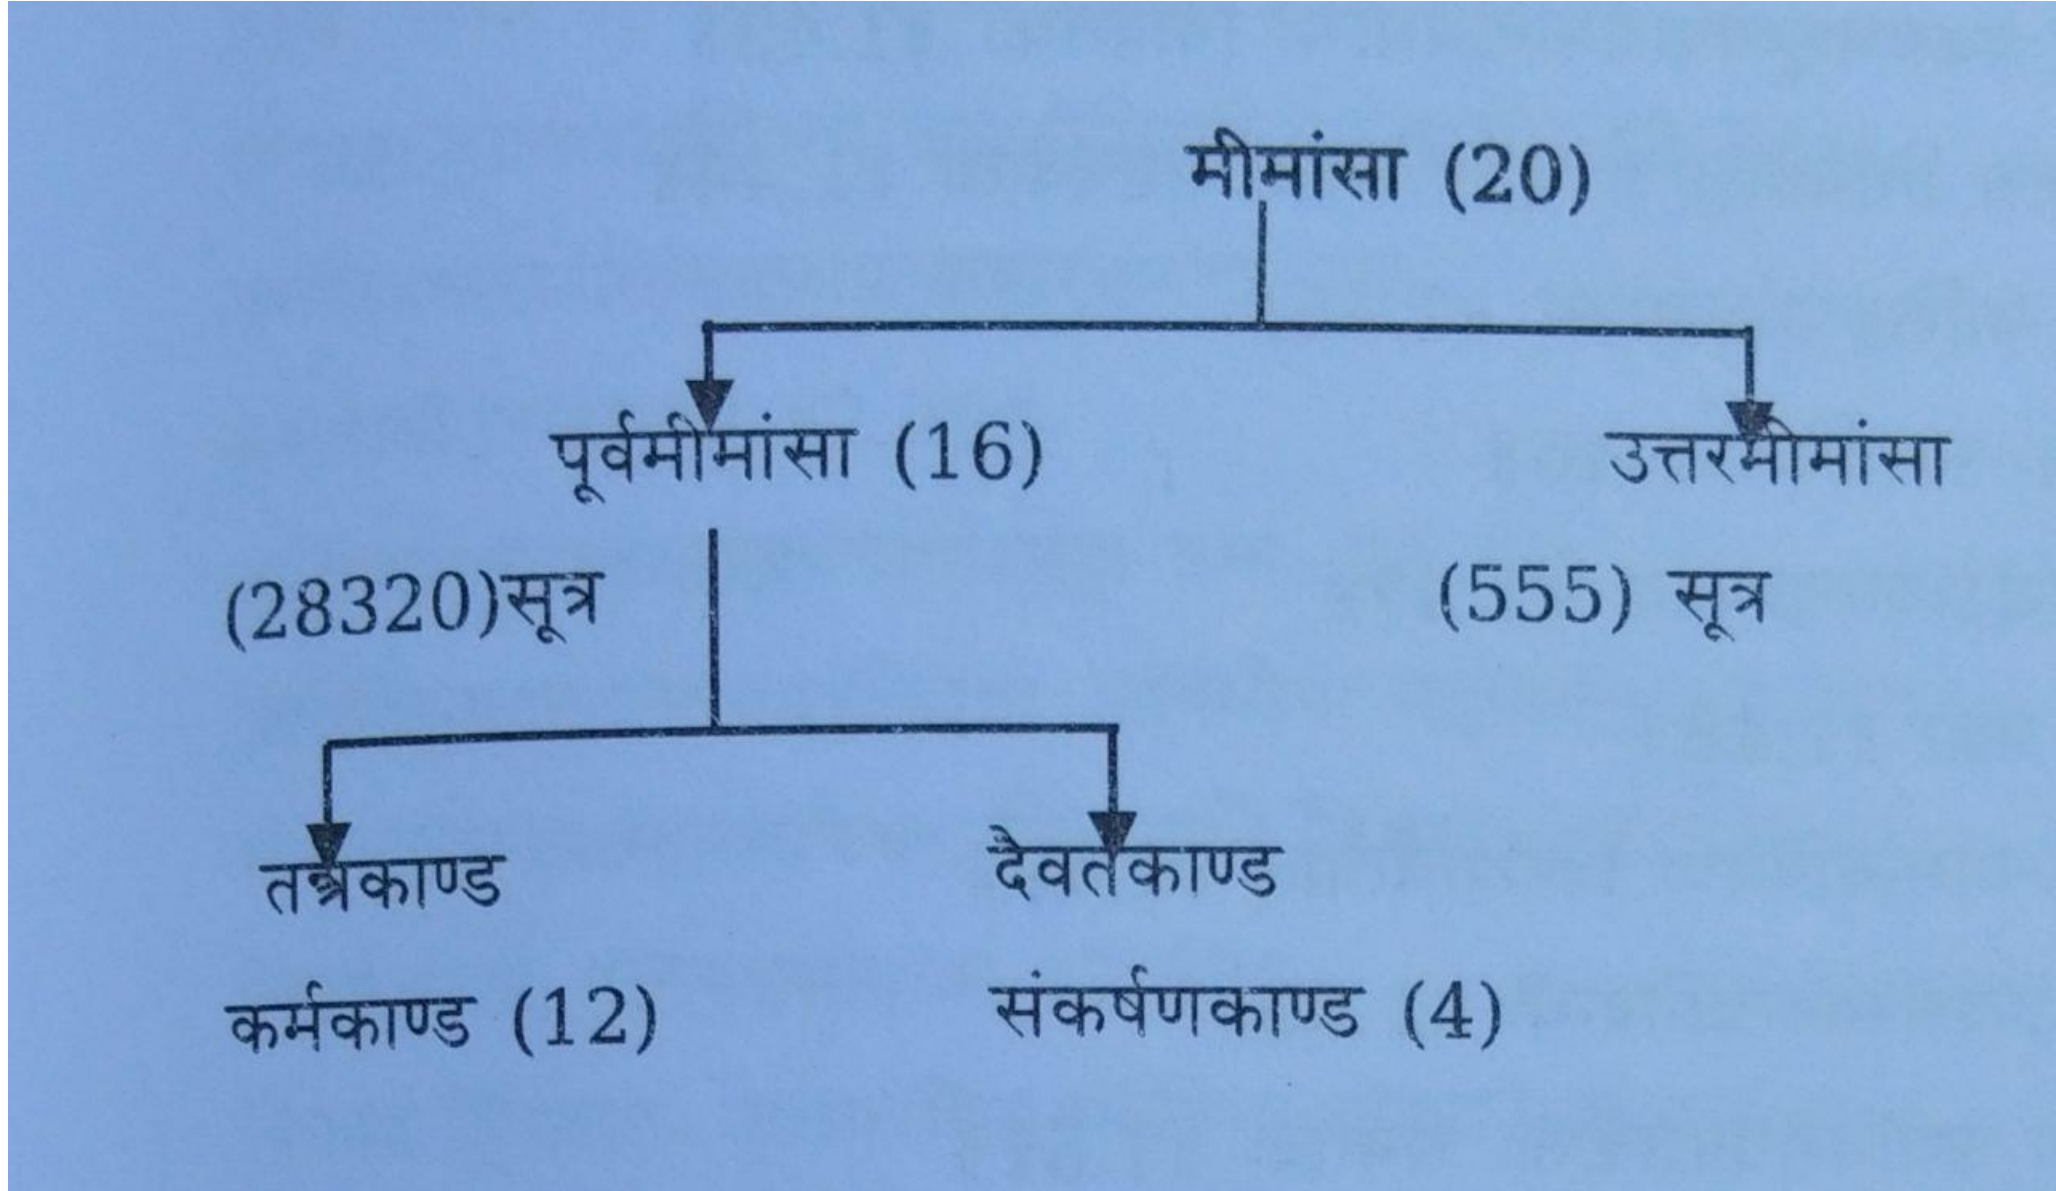 मीमांसा (20)
पूर्वमीमांसा (16) उत्तरमीमांसा
(28320)सूत्र (555) सूत्र
तन्त्रकाण्ड दैवतकाण्ड
कर्मकाण्ड (12) संकर्षणकाण्ड (4)